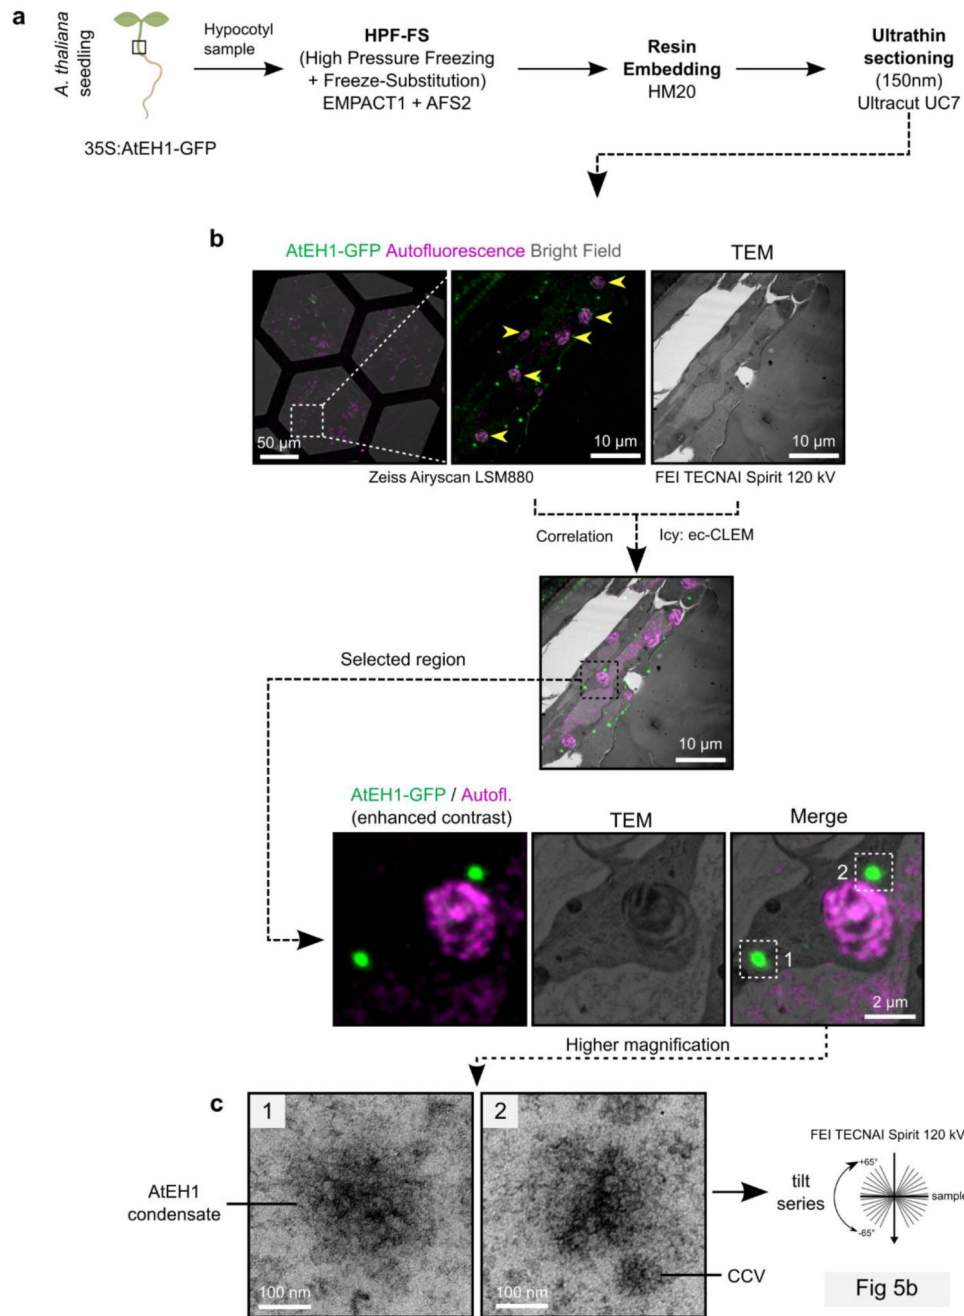 a
A. thaliana
seedling
35S:AtEH1-GFP
Hypocotyl
sample
HPF-FS
(High Pressure Freezing
+ Freeze-Substitution)
EMPACT1 + AFS2
Resin
Embedding
HM20
Ultrathin
sectioning
(150nm)
Ultracut UC7
b
AtEH1-GFP Autofluorescence Bright Field
TEM
50 µm
10 µm
10 µm
Zeiss Airyscan LSM880
FEI TECNAI Spirit 120 kV
Correlation
Icy: ec-CLEM
Selected region
10 µm
AtEH1-GFP / Autofl.
(enhanced contrast)
TEM
Merge
2
1
2 µm
Higher magnification
c
1
2
AtEH1
condensate
100 nm
100 nm
CCV
tilt
series
FEI TECNAI Spirit 120 kV
+65°
-65°
sample
Fig 5b